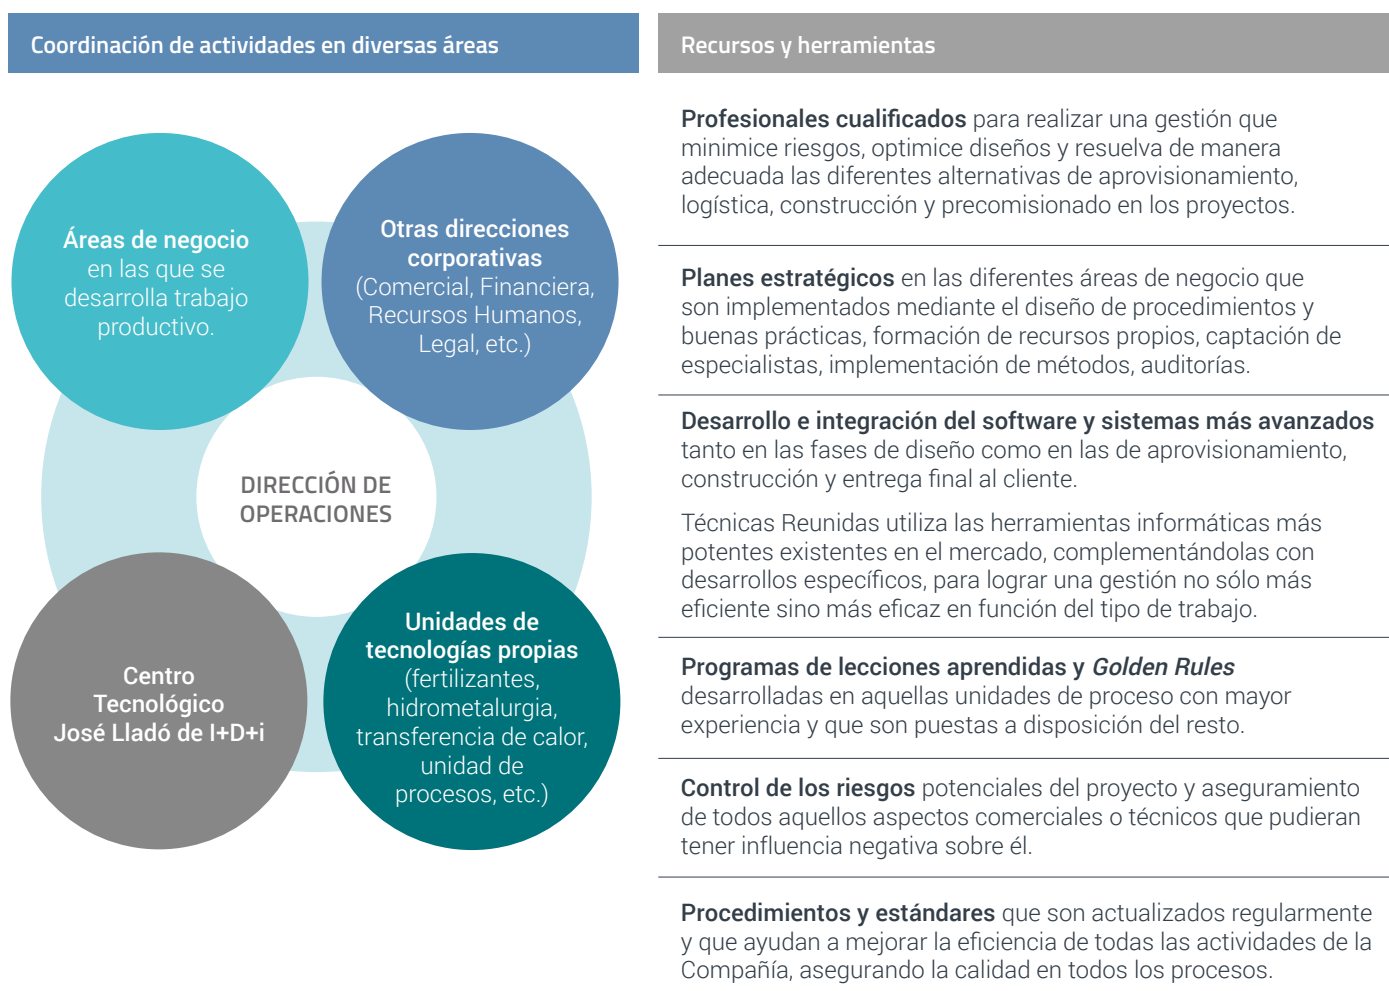 Coordinación de actividades en diversas áreas
Áreas de negocio
en las que se
desarrolla trabajo
productivo.
Otras direcciones
corporativas
(Comercial, Financiera,
Recursos Humanos,
Legal, etc.)
DIRECCIÓN DE
OPERACIONES
Centro
Tecnológico
José Lladó de I+D+i
Unidades de
tecnologías propias
(fertilizantes,
hidrometalurgia,
transferencia de calor,
unidad de
procesos, etc.)
Recursos y herramientas
Profesionales cualificados para realizar una gestión que
minimice riesgos, optimice diseños y resuelva de manera
adecuada las diferentes alternativas de aprovisionamiento,
logística, construcción y precomisionado en los proyectos.
Planes estratégicos en las diferentes áreas de negocio que
son implementados mediante el diseño de procedimientos y
buenas prácticas, formación de recursos propios, captación de
especialistas, implementación de métodos, auditorías.
Desarrollo e integración del software y sistemas más avanzados
tanto en las fases de diseño como en las de aprovisionamiento,
construcción y entrega final al cliente.
Técnicas Reunidas utiliza las herramientas informáticas más
potentes existentes en el mercado, complementándolas con
desarrollos específicos, para lograr una gestión no sólo más
eficiente sino más eficaz en función del tipo de trabajo.
Programas de lecciones aprendidas y Golden Rules
desarrolladas en aquellas unidades de proceso con mayor
experiencia y que son puestas a disposición del resto.
Control de los riesgos potenciales del proyecto y aseguramiento
de todos aquellos aspectos comerciales o técnicos que pudieran
tener influencia negativa sobre él.
Procedimientos y estándares que son actualizados regularmente
y que ayudan a mejorar la eficiencia de todas las actividades de la
Compañía, asegurando la calidad en todos los procesos.